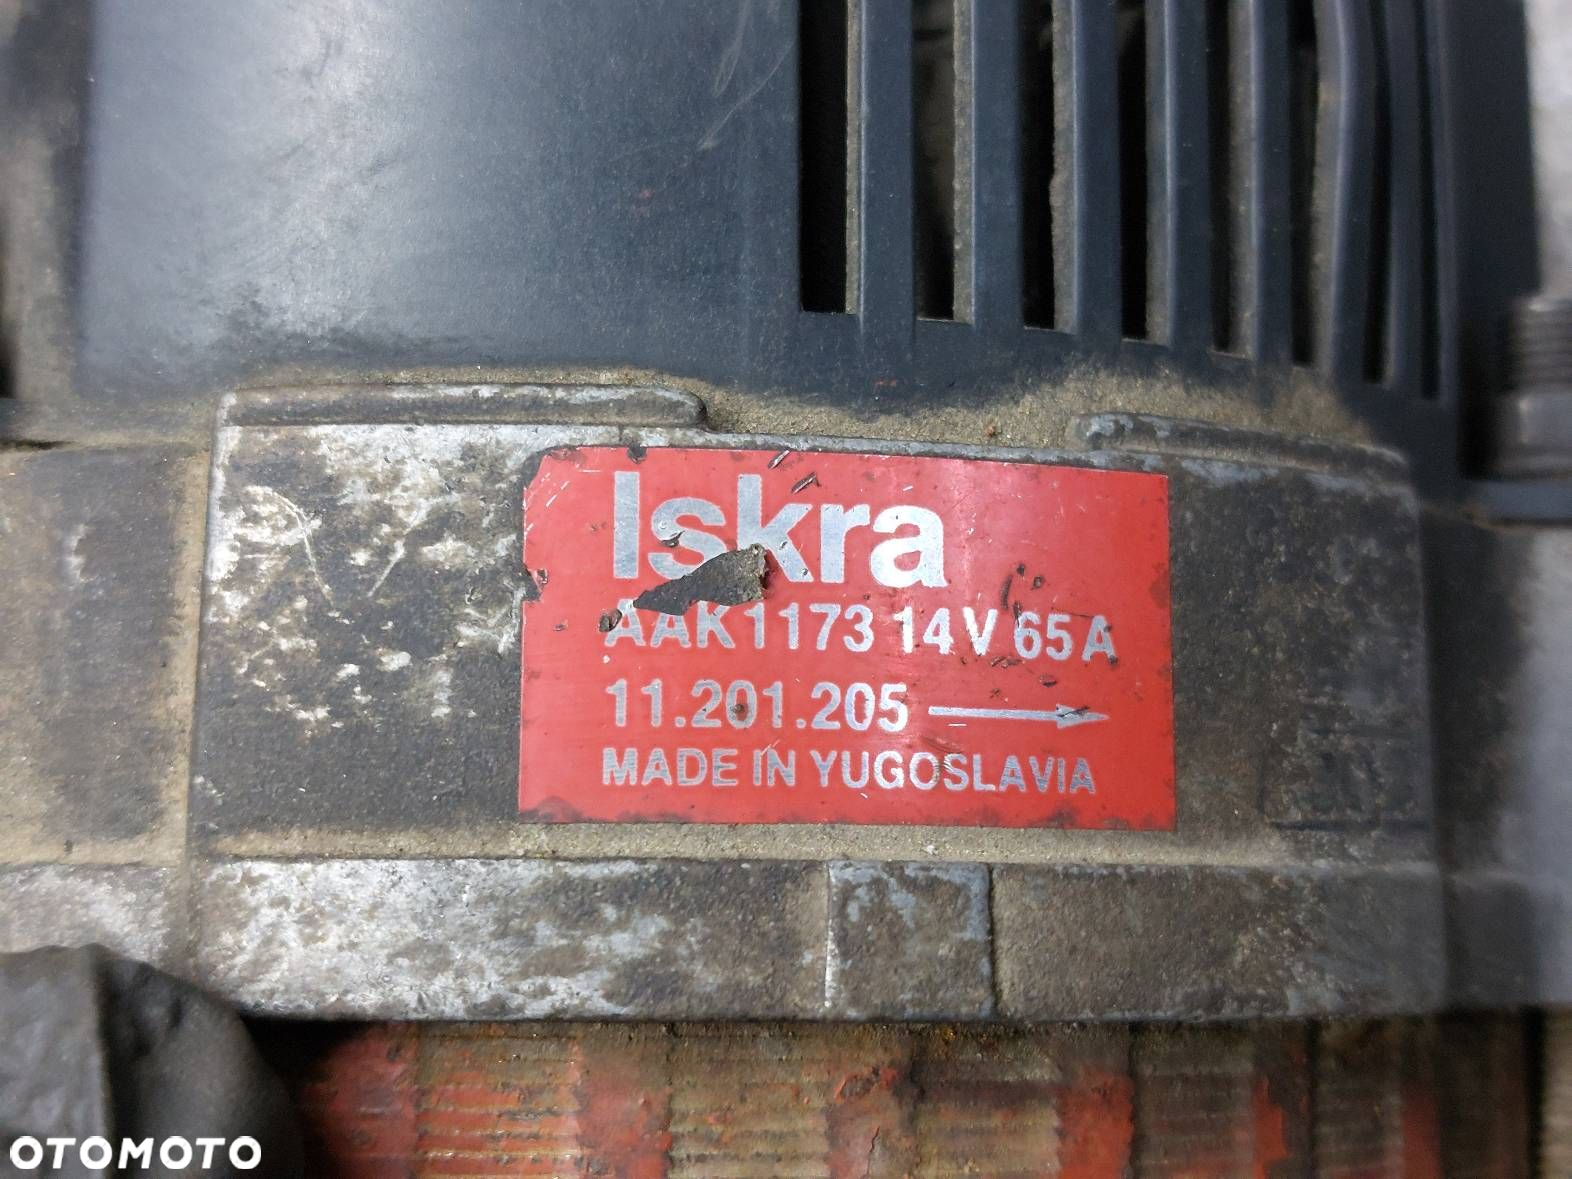 Iskra
AAK1173 14V 65A
11.201.205
MADE IN YUGOSLAVIA
OTOMOTO